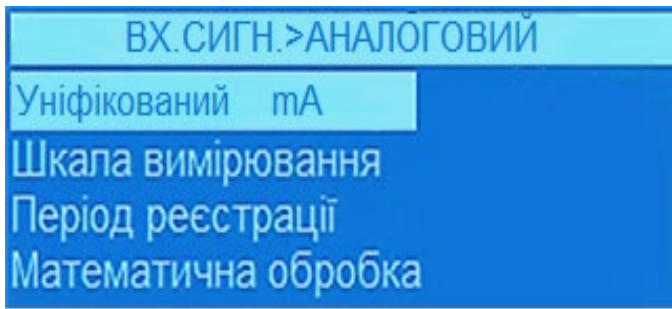 ВХ.СИГН.>АНАЛОГОВИЙ
Уніфікований mA
Шкала вимірювання
Період реєстрації
Математична обробка